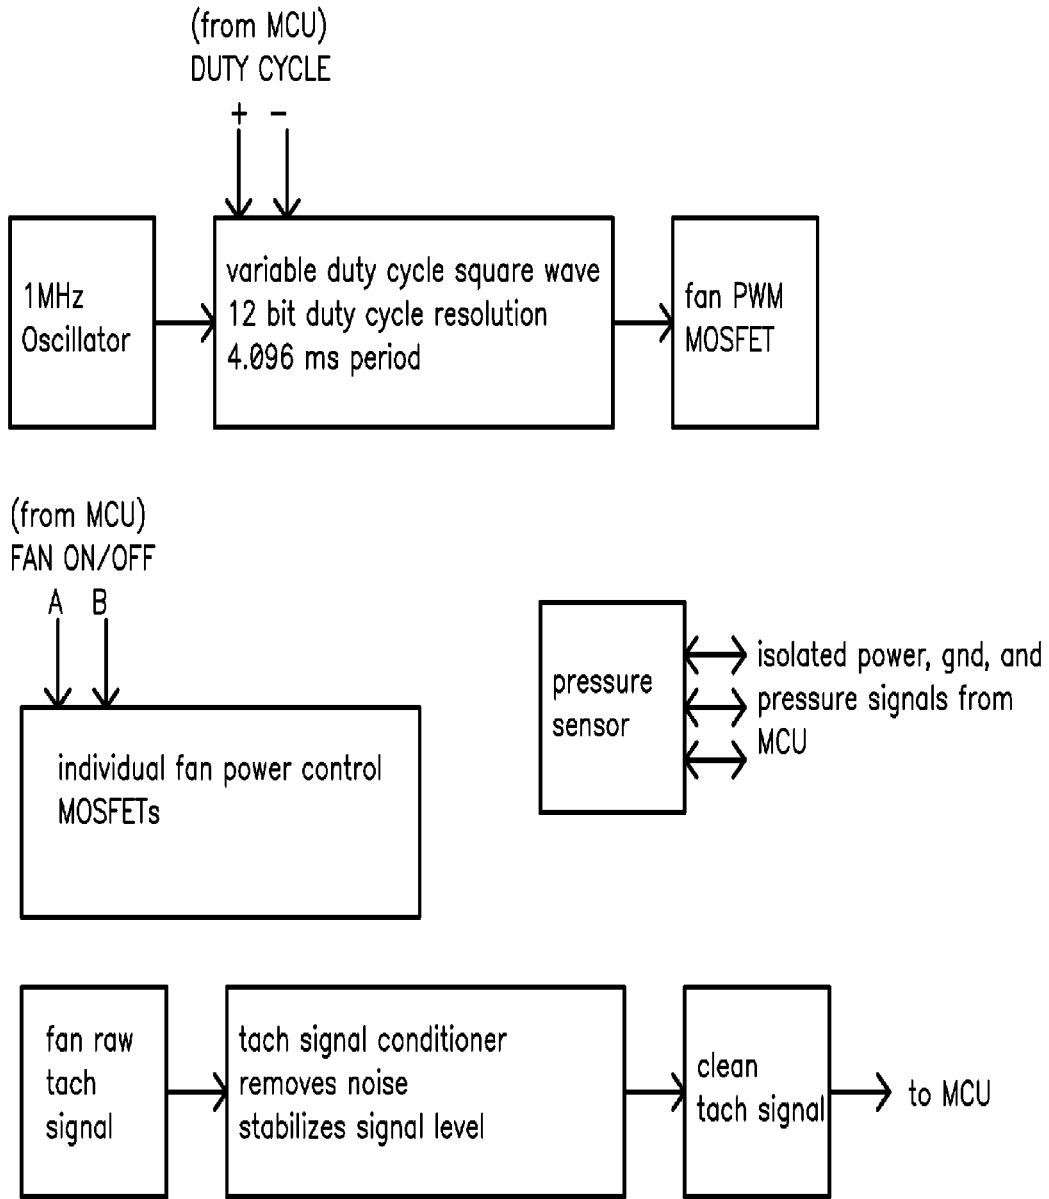 (from MCU)
DUTY CYCLE
+ -
1MHz
Oscillator
variable duty cycle square wave
12 bit duty cycle resolution
4.096 ms period
fan PWM
MOSFET
(from MCU)
FAN ON/OFF
A B
individual fan power control
MOSFETs
pressure
sensor
isolated power, gnd, and
pressure signals from
MCU
fan raw
tach
signal
tach signal conditioner
removes noise
stabilizes signal level
clean
tach signal
to MCU